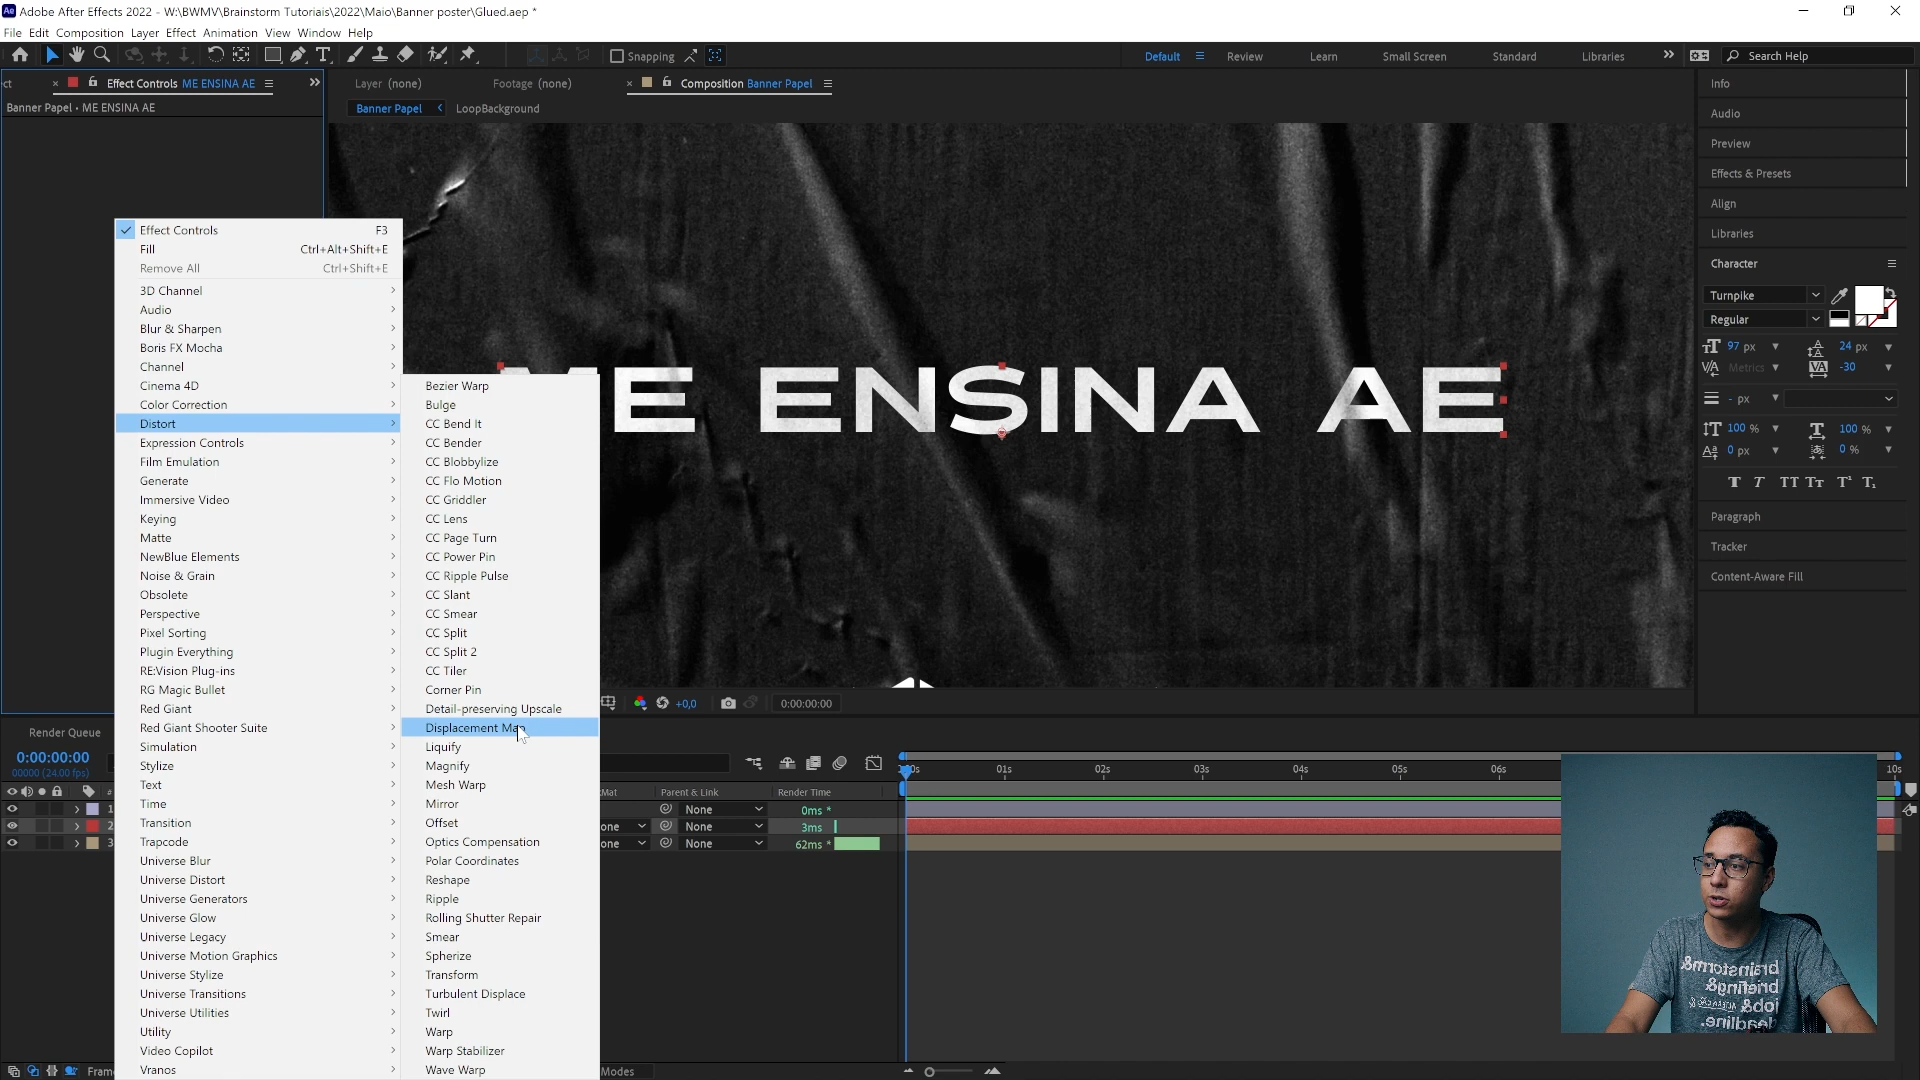 Adobe After Effects 2022 - W:\BWMV\Brainstorm Tutoriais\2022\Maio\Banner poster\Glued.aep *
File Edit Composition Layer Effect Animation View Window Help
Snapping
Default Review Learn Small Screen Standard Libraries Search Help
ct Effect Controls ME ENSINA AE
Layer (none) Footage (none) Composition Banner Papel
Banner Papel • ME ENSINA AE
Banner Papel LoopBackground
Info
Audio
Preview
Effects & Presets
Align
Libraries
Character
Turnpike
Regular
97 px 24 px
Metrics -30
- px
100 % 100 %
0 px 0 %
Paragraph
Tracker
Content-Aware Fill
ME ENSINA AE
Effect Controls F3
Fill Ctrl+Alt+Shift+E
Remove All Ctrl+Shift+E
3D Channel
Audio
Blur & Sharpen
Boris FX Mocha
Channel
Cinema 4D
Color Correction
Distort
Expression Controls
Film Emulation
Generate
Immersive Video
Keying
Matte
NewBlue Elements
Noise & Grain
Obsolete
Perspective
Pixel Sorting
Plugin Everything
RE:Vision Plug-ins
RG Magic Bullet
Red Giant
Red Giant Shooter Suite
Simulation
Stylize
Text
Time
Transition
Trapcode
Universe Blur
Universe Distort
Universe Generators
Universe Glow
Universe Legacy
Universe Motion Graphics
Universe Stylize
Universe Transitions
Universe Utilities
Utility
Video Copilot
Vranos
Bezier Warp
Bulge
CC Bend It
CC Bender
CC Blobbylize
CC Flo Motion
CC Griddler
CC Lens
CC Page Turn
CC Power Pin
CC Ripple Pulse
CC Slant
CC Smear
CC Split
CC Split 2
CC Tiler
Corner Pin
Detail-preserving Upscale
Displacement Map
Liquify
Magnify
Mesh Warp
Mirror
Offset
Optics Compensation
Polar Coordinates
Reshape
Ripple
Rolling Shutter Repair
Smear
Spherize
Transform
Turbulent Displace
Twirl
Warp
Warp Stabilizer
Wave Warp
+0,0 0:00:00:00
Render Queue
0:00:00:00
00000 (24.00 fps)
00s 01s 02s 03s 04s 05s 06s 10s
# Mat Parent & Link Render Time
1 None 0ms *
2 one None 3ms
3 one None 62ms *
Frame Modes
brainstorm&
briefing&
job&
deadline.